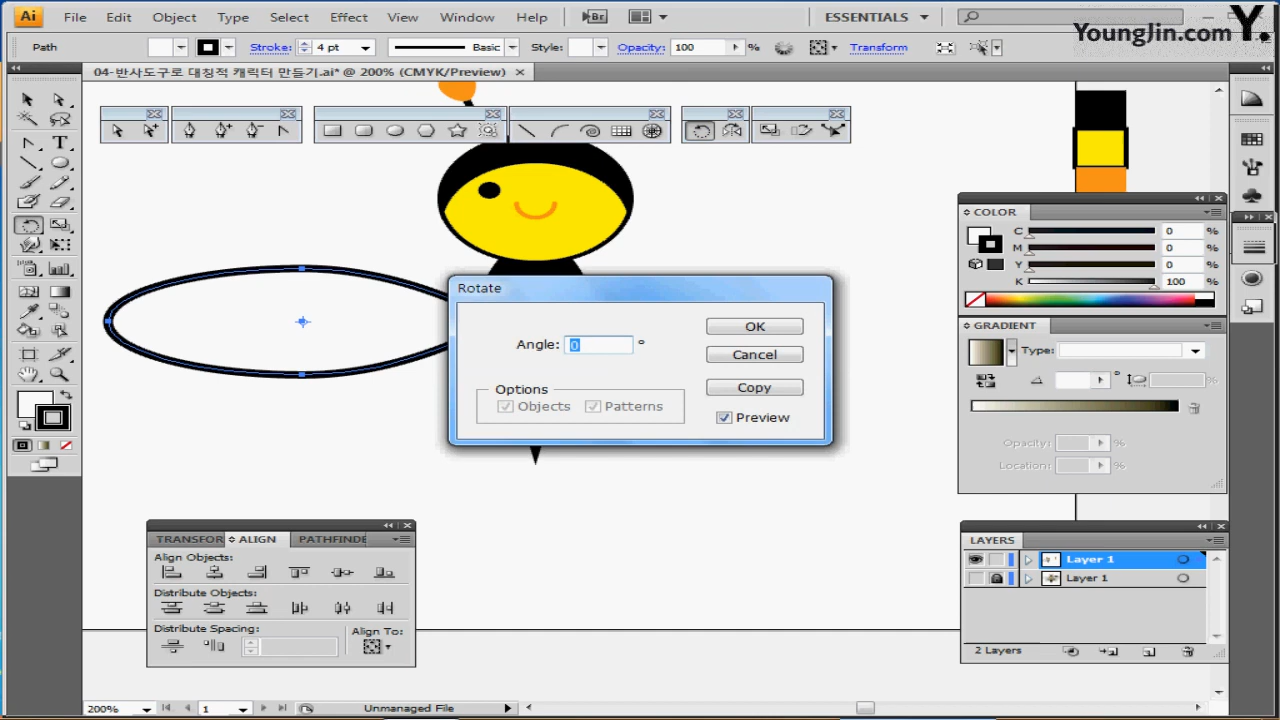 Ai File Edit Object Type Select Effect View Window Help Br ESSENTIALS
YoungJin.com Y.
Path Stroke: 4 pt Basic Style: Opacity: 100 % Transform
04-반사도구로 대칭적 캐릭터 만들기.ai* @ 200% (CMYK/Preview)
COLOR
C 0 %
M 0 %
Y 0 %
K 100 %
Rotate
Angle: 0 °
OK
Cancel
Options
Objects Patterns
Copy
Preview
GRADIENT
Type:
° %
Opacity: %
Location: %
TRANSFOR ALIGN PATHFINDE
Align Objects:
Distribute Objects:
Distribute Spacing: Align To:
LAYERS
Layer 1
Layer 1
2 Layers
200% 1 Unmanaged File